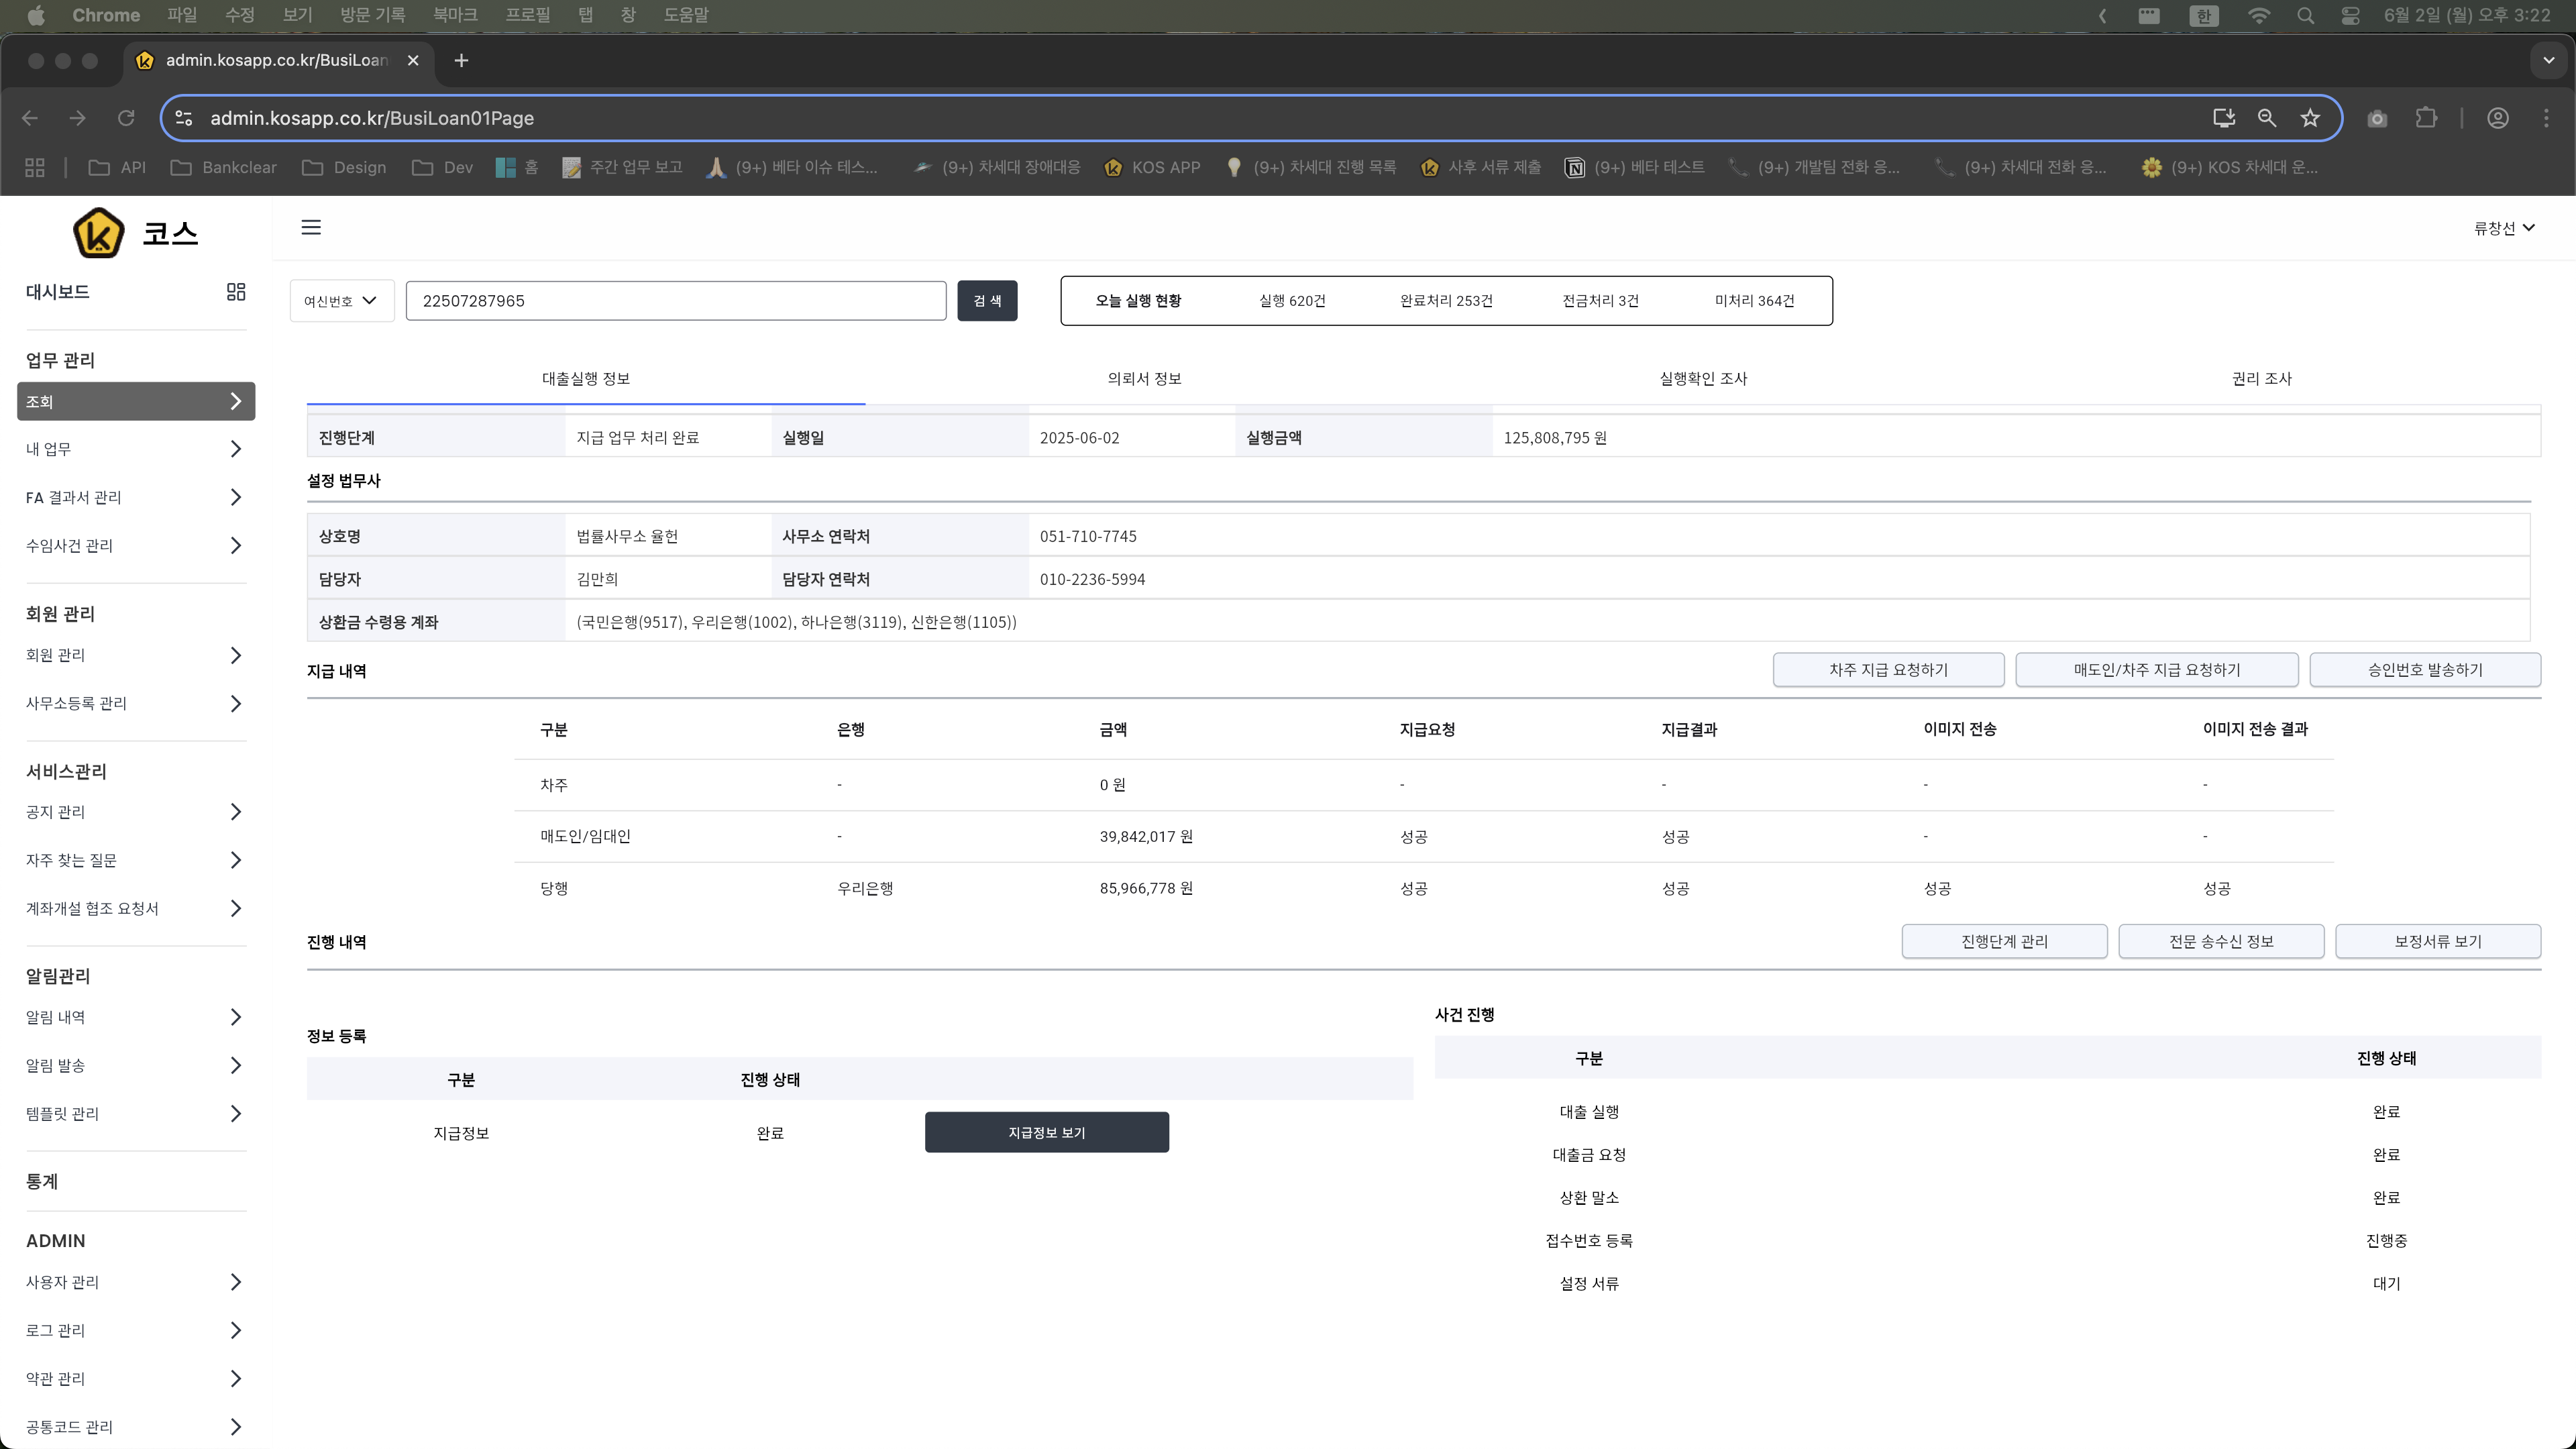 Chrome 파일 수정 보기 방문 기록 북마크 프로필 탭 창 도움말 한 6월 2일 (월) 오후 3:22
admin.kosapp.co.kr/BusiLoan
admin.kosapp.co.kr/BusiLoan01Page
API Bankclear Design Dev 홈 주간 업무 보고 (9+) 베타 이슈 테스... (9+) 차세대 장애대응 KOS APP (9+) 차세대 진행 목록 사후 서류 제출 (9+) 베타 테스트 (9+) 개발팀 전화 응... (9+) 차세대 전화 응... (9+) KOS 차세대 운...
코스
류창선
대시보드
업무 관리
조회
내 업무
FA 결과서 관리
수임사건 관리
회원 관리
회원 관리
사무소등록 관리
서비스관리
공지 관리
자주 찾는 질문
계좌개설 협조 요청서
알림관리
알림 내역
알림 발송
템플릿 관리
통계
ADMIN
사용자 관리
로그 관리
약관 관리
공통코드 관리
여신번호 22507287965 검 색
오늘 실행 현황 실행 620건 완료처리 253건 전금처리 3건 미처리 364건
대출실행 정보 의뢰서 정보 실행확인 조사 권리 조사
진행단계 지급 업무 처리 완료 실행일 2025-06-02 실행금액 125,808,795 원
설정 법무사
상호명 법률사무소 율헌 사무소 연락처 051-710-7745
담당자 김만희 담당자 연락처 010-2236-5994
상환금 수령용 계좌 (국민은행(9517), 우리은행(1002), 하나은행(3119), 신한은행(1105))
지급 내역 차주 지급 요청하기 매도인/차주 지급 요청하기 승인번호 발송하기
구분 은행 금액 지급요청 지급결과 이미지 전송 이미지 전송 결과
차주 - 0 원 - - - -
매도인/임대인 - 39,842,017 원 성공 성공 - -
당행 우리은행 85,966,778 원 성공 성공 성공 성공
진행 내역 진행단계 관리 전문 송수신 정보 보정서류 보기
정보 등록
구분 진행 상태
지급정보 완료 지급정보 보기
사건 진행
구분 진행 상태
대출 실행 완료
대출금 요청 완료
상환 말소 완료
접수번호 등록 진행중
설정 서류 대기